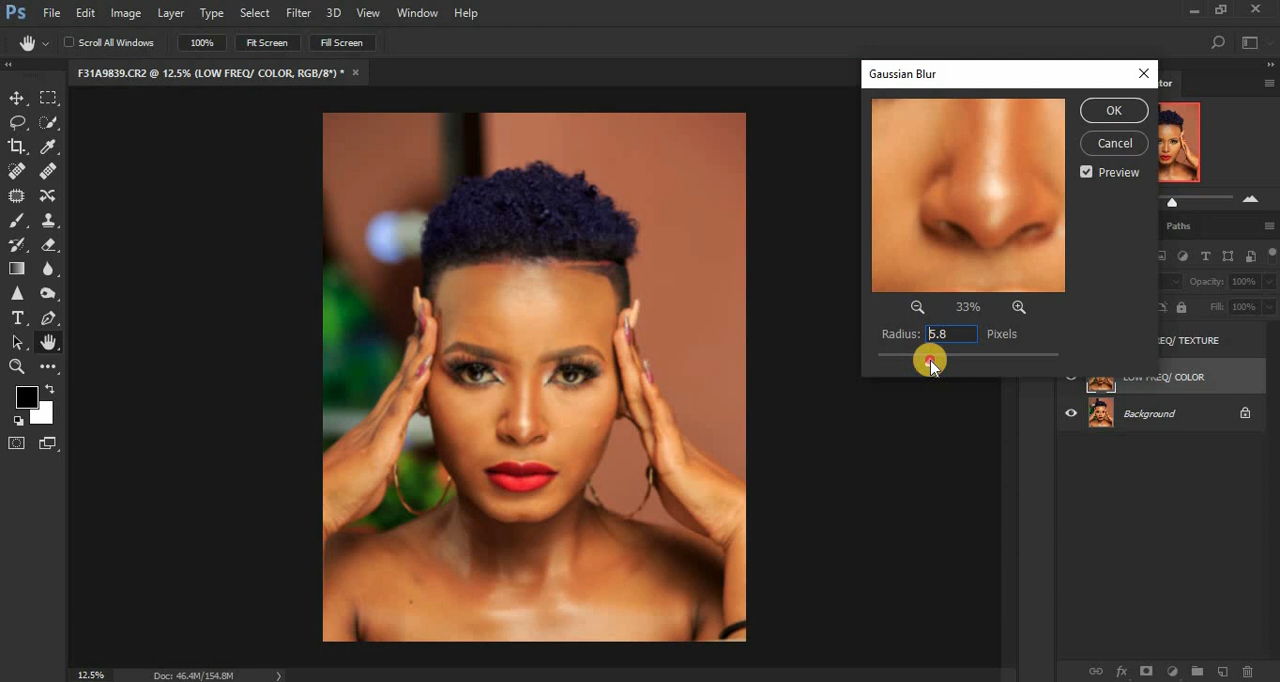 Ps File Edit Image Layer Type Select Filter 3D View Window Help
Scroll All Windows 100% Fit Screen Fill Screen
F31A9839.CR2 @ 12.5% (LOW FREQ/ COLOR, RGB/8*) * ×
Gaussian Blur
OK
Cancel
Preview
33%
Radius: 5.8 Pixels
Paths
Opacity: 100%
Fill: 100%
TEXTURE
LOW FREQ/ COLOR
Background
12.5% Doc: 46.4M/154.8M